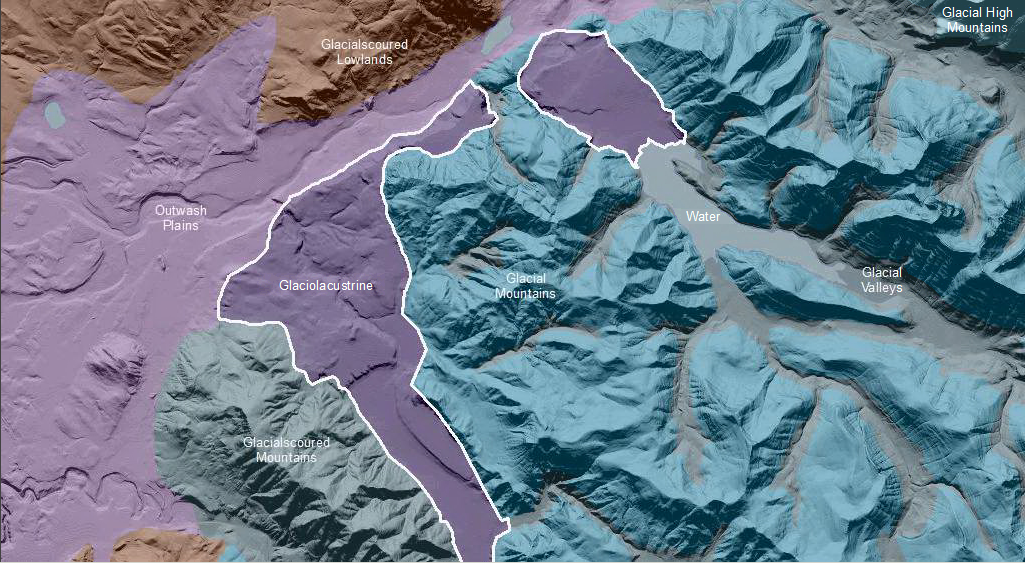 Glacial High
Mountains
Glacialscoured
Lowlands
Outwash
Plains
Water
Glaciolacustrine
Glacial
Mountains
Glacial
Valleys
Glacialscoured
Mountains